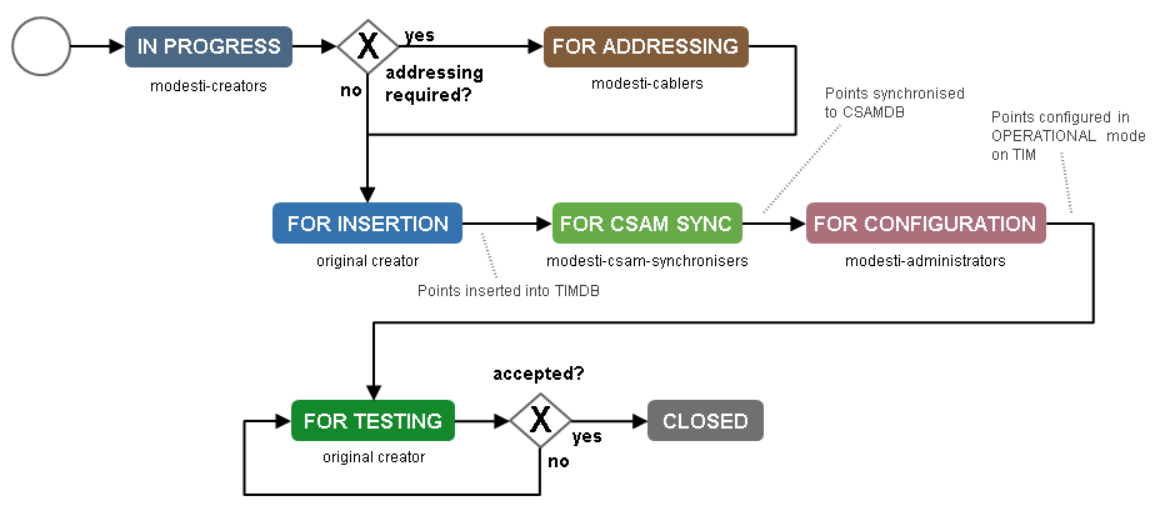 IN PROGRESS
modesti-creators
X
yes
no
addressing
required?
FOR ADDRESSING
modesti-cablers
Points synchronised
to CSAMDB
Points configured in
OPERATIONAL mode
on TIM
FOR INSERTION
original creator
Points inserted into TIMDB
FOR CSAM SYNC
modesti-csam-synchronisers
FOR CONFIGURATION
modesti-administrators
FOR TESTING
original creator
accepted?
X
yes
no
CLOSED